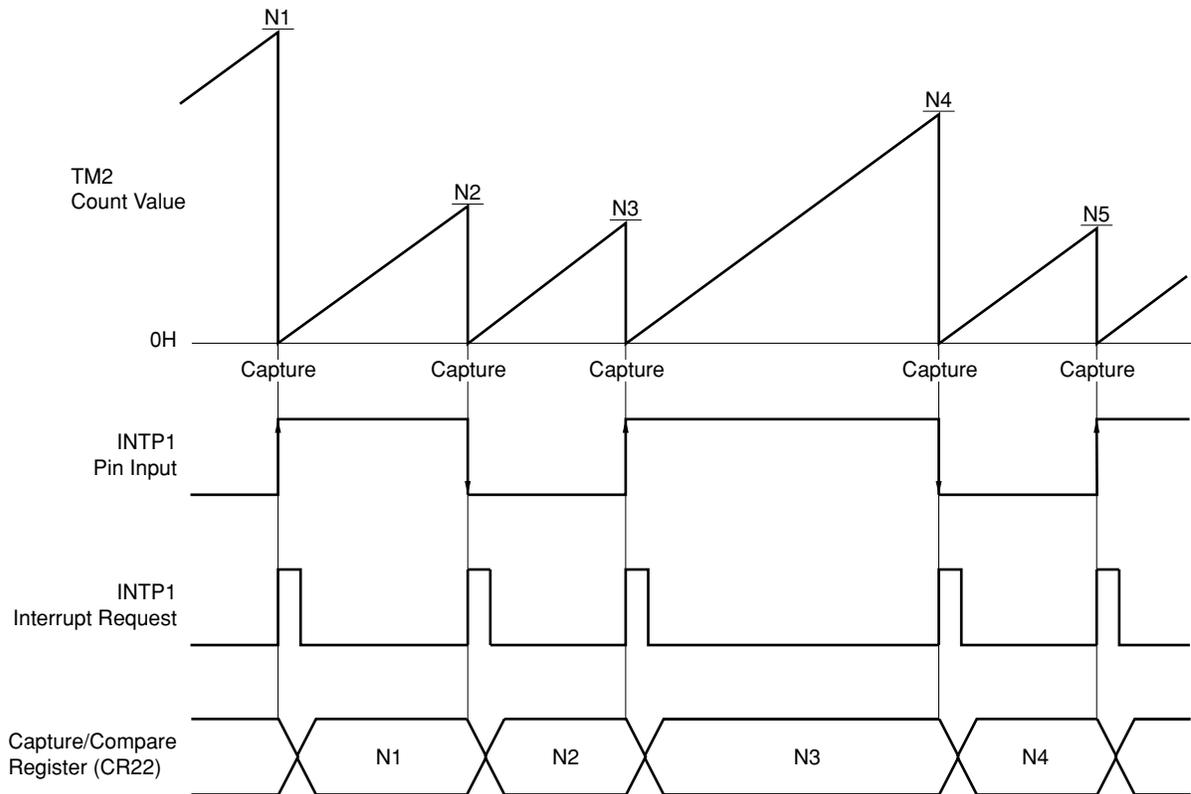 N1
N4
TM2
Count Value
N2
N3
N5
0H
Capture Capture Capture Capture Capture
INTP1
Pin Input
INTP1
Interrupt Request
Capture/Compare
Register (CR22)
N1 N2 N3 N4